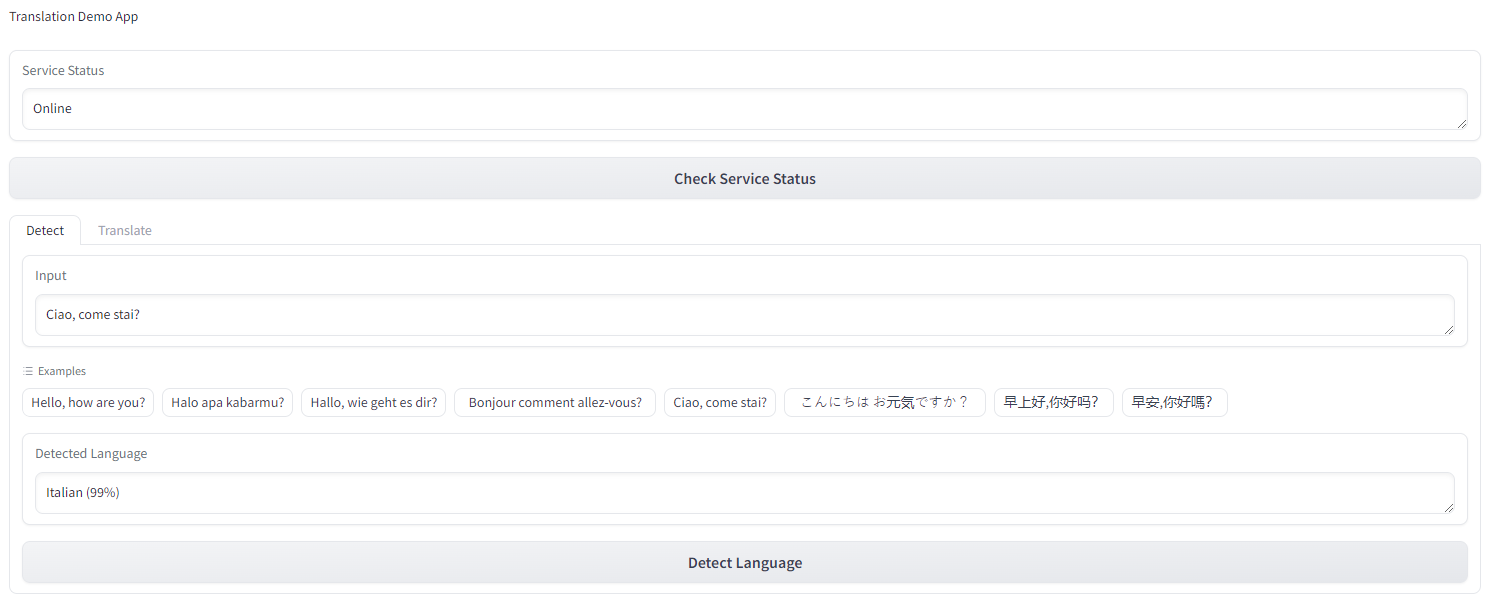 Translation Demo App
Service Status
Online
Check Service Status
Detect Translate
Input
Ciao, come stai?
Examples
Hello, how are you? Halo apa kabarmu? Hallo, wie geht es dir? Bonjour comment allez-vous? Ciao, come stai? こんにちは お元気ですか？ 早上好,你好吗? 早安,你好嗎?
Detected Language
Italian (99%)
Detect Language